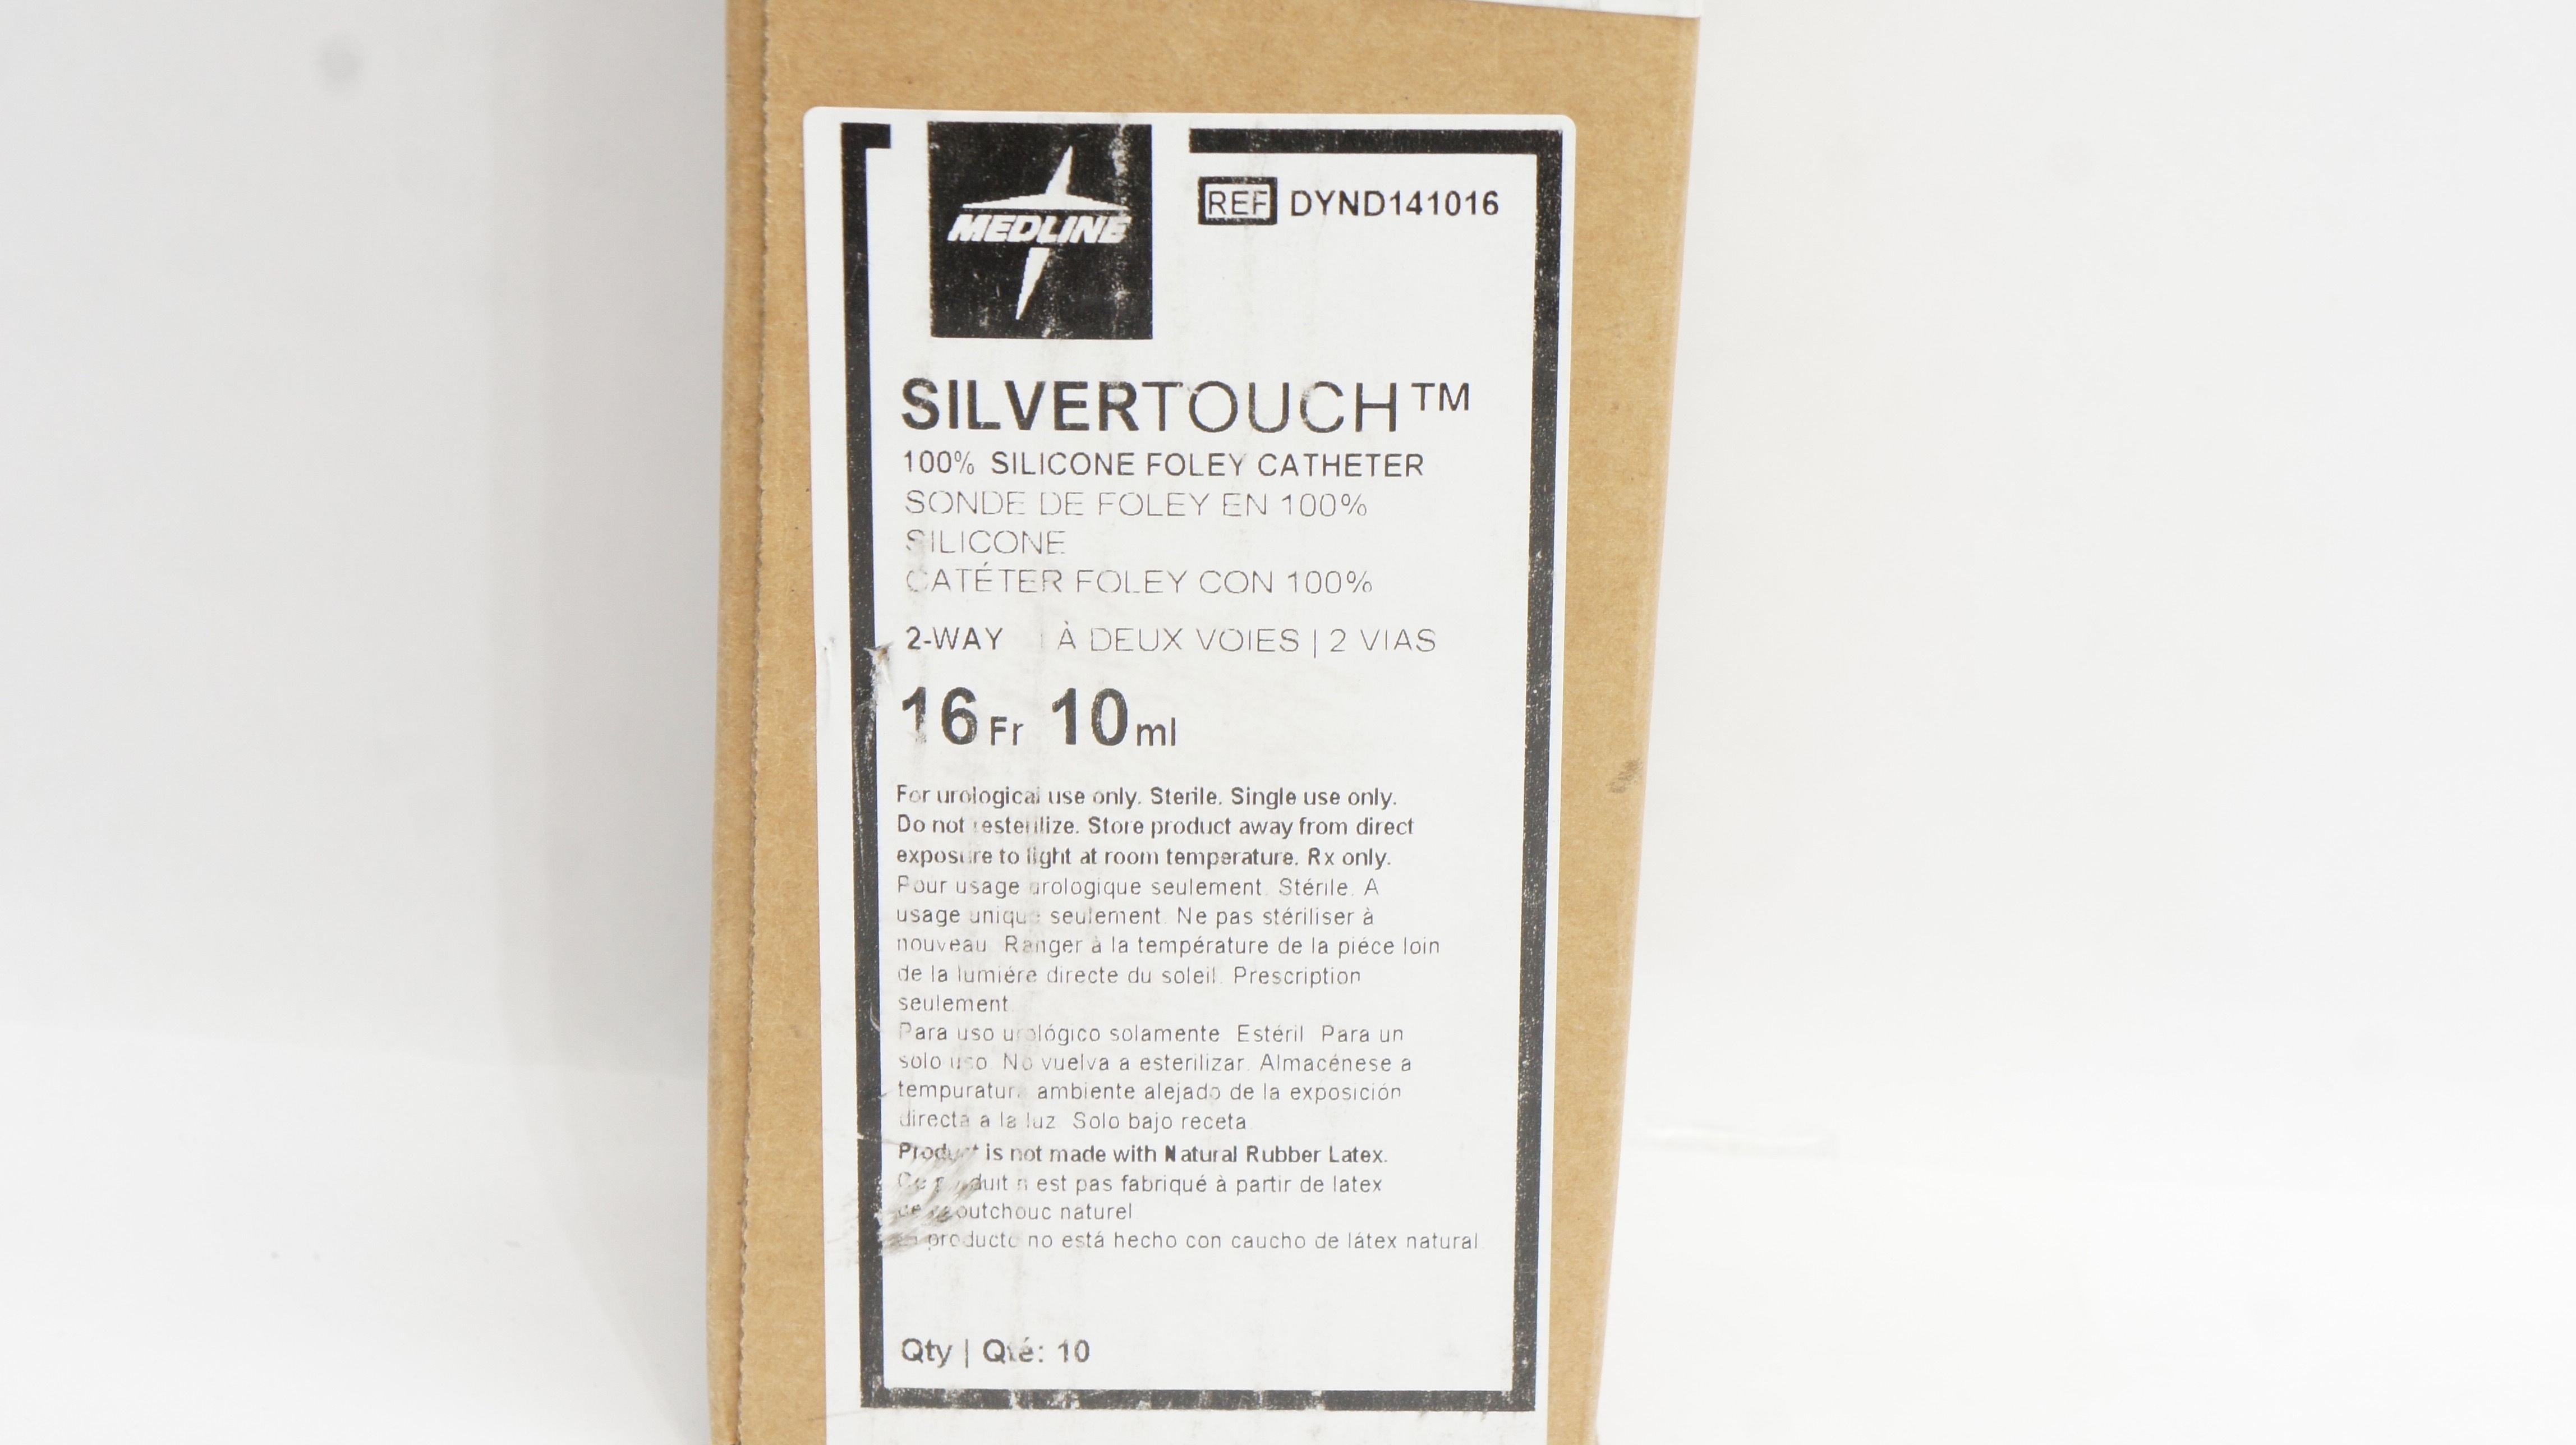 MEDLINE
REF DYND141016
SILVERTOUCH™
100% SILICONE FOLEY CATHETER
SONDE DE FOLEY EN 100%
SILICONE
CATÉTER FOLEY CON 100%
2-WAY | À DEUX VOIES | 2 VIAS
16 Fr 10 ml
For urological use only. Sterile. Single use only.
Do not resterilize. Store product away from direct
exposure to light at room temperature. Rx only.
Pour usage urologique seulement. Stérile. A
usage unique seulement. Ne pas stériliser à
nouveau. Ranger à la température de la pièce loin
de la lumière directe du soleil. Prescription
seulement
Para uso urológico solamente. Estéril. Para un
solo uso. No vuelva a esterilizar. Almacénese a
tempuratura ambiente alejado de la exposición
directa a la luz. Solo bajo receta
Product is not made with Natural Rubber Latex.
Ce produit n est pas fabriqué à partir de latex
de caoutchouc naturel
producto no está hecho con caucho de látex natural
Qty | Qté: 10